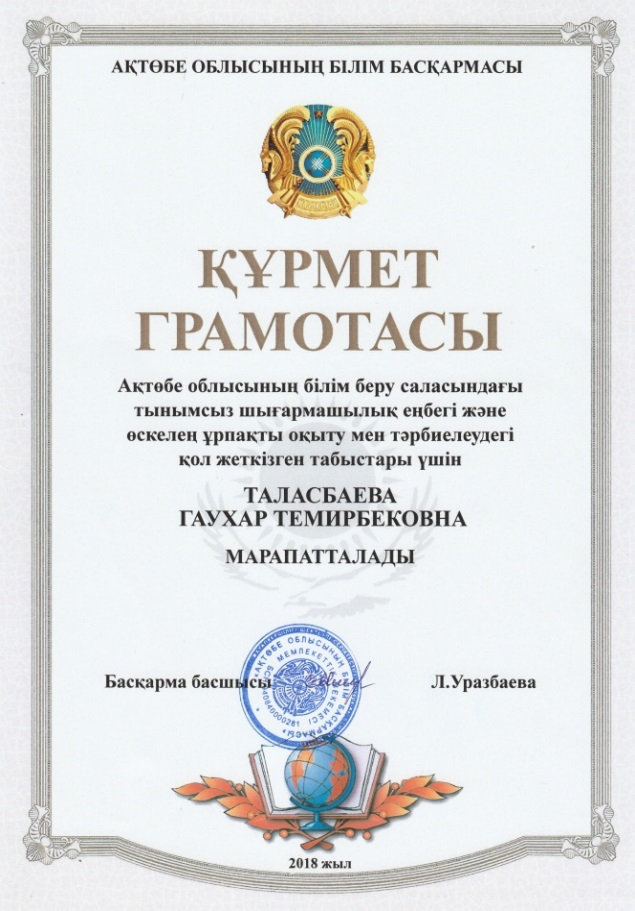 АҚТӨБЕ ОБЛЫСЫНЫҢ БІЛІМ БАСҚАРМАСЫ
ҚҰРМЕТ
ГРАМОТАСЫ
Ақтөбе облысының білім беру саласындағы
тынымсыз шығармашылық еңбегі және
өскелең ұрпақты оқыту мен тәрбиелеудегі
қол жеткізген табыстары үшін
ТАЛАСБАЕВА
ГАУХАР ТЕМИРБЕКОВНА
МАРАПАТТАЛАДЫ
Басқарма басшысы
Л.Уразбаева
2018 жыл